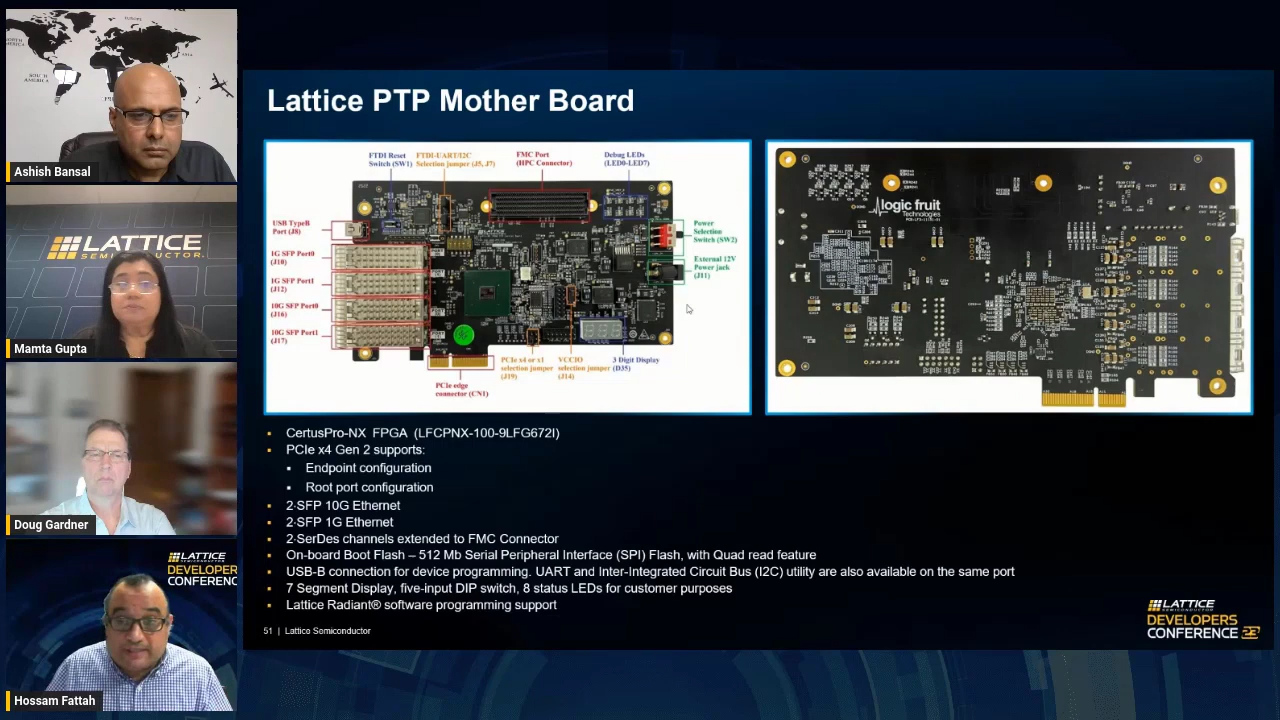 SOUTH
AMERICA
Ashish Bansal
LATTICE
SEMICONDUCTOR
Mamta Gupta
Doug Gardner
LATTICE
DEVELOPERS
CONFERENCE
Hossam Fattah
Lattice PTP Mother Board
FTDI Reset
Switch (SW1)
FTDI-UART/I2C
Selection jumper (J5, J7)
FMC Port
(HPC Connector)
Debug LEDs
(LED0-LED7)
USB TypeB
Port (J8)
1G SFP Port0
(J10)
1G SFP Port1
(J12)
10G SFP Port0
(J16)
10G SFP Port1
(J17)
Power
Selection
Switch (SW2)
External 12V
Power jack
(J11)
PCIe edge
connector (CN1)
PCIe x4 or x1
selection jumper
(J19)
VCCIO
selection jumper
(J14)
3 Digit Display
(D35)
logic fruit
Technologies
CertusPro-NX FPGA (LFCPNX-100-9LFG672I)
PCIe x4 Gen 2 supports:
Endpoint configuration
Root port configuration
2·SFP 10G Ethernet
2·SFP 1G Ethernet
2·SerDes channels extended to FMC Connector
On-board Boot Flash – 512 Mb Serial Peripheral Interface (SPI) Flash, with Quad read feature
USB-B connection for device programming. UART and Inter-Integrated Circuit Bus (I2C) utility are also available on the same port
7 Segment Display, five-input DIP switch, 8 status LEDs for customer purposes
Lattice Radiant® software programming support
51 | Lattice Semiconductor
LATTICE
SEMICONDUCTOR
DEVELOPERS
CONFERENCE 23